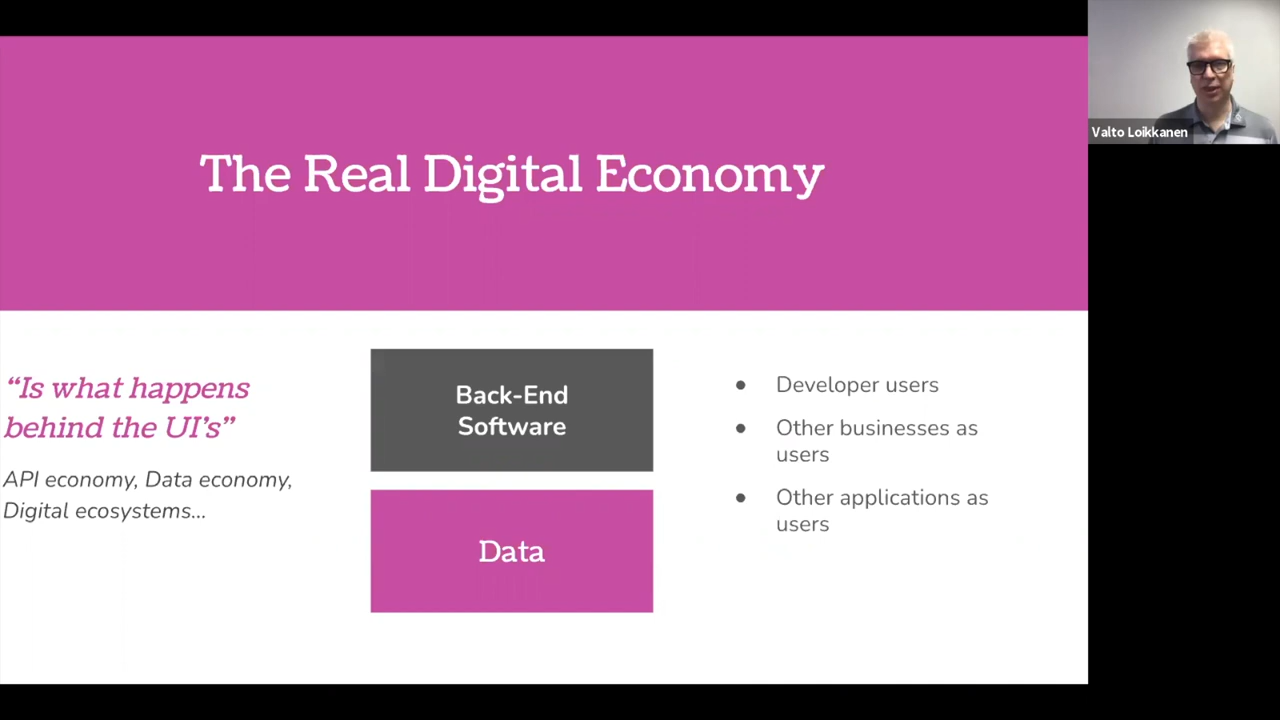 The Real Digital Economy
Valto Loikkanen
“Is what happens
behind the UI’s”
API economy, Data economy,
Digital ecosystems...
Back-End
Software
Data
● Developer users
● Other businesses as
users
● Other applications as
users